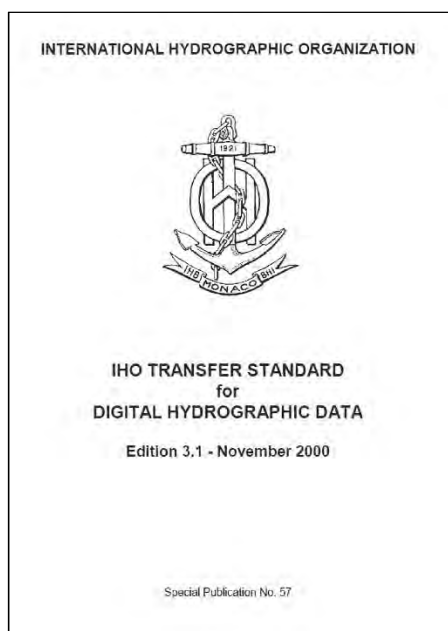 INTERNATIONAL HYDROGRAPHIC ORGANIZATION
1921
IHB MONACO BHI
IHO TRANSFER STANDARD
for
DIGITAL HYDROGRAPHIC DATA
Edition 3.1 - November 2000
Special Publication No. 57